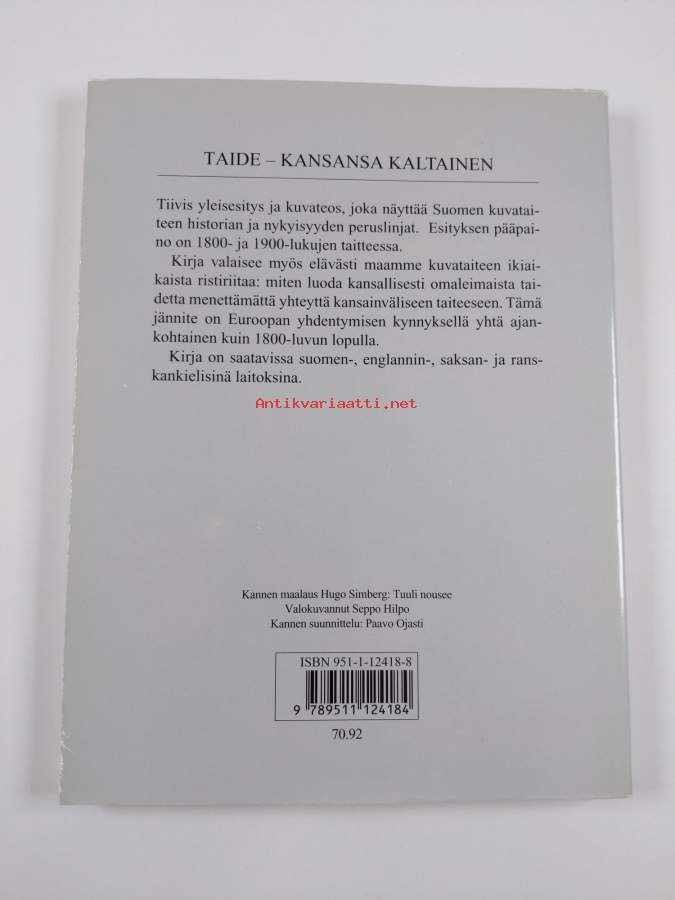 TAIDE – KANSANSA KALTAINEN
Tiivis yleisesitys ja kuvateos, joka näyttää Suomen kuvatai-
teen historian ja nykyisyyden peruslinjat. Esityksen pääpai-
no on 1800- ja 1900-lukujen taitteessa.
Kirja valaisee myös elävästi maamme kuvataiteen ikiai-
kaista ristiriitaa: miten luoda kansallisesti omaleimaista tai-
detta menettämättä yhteyttä kansainväliseen taiteeseen. Tämä
jännite on Euroopan yhdentymisen kynnyksellä yhtä ajan-
kohtainen kuin 1800-luvun lopulla.
Kirja on saatavissa suomen-, englannin-, saksan- ja rans-
kankielisinä laitoksina.
Antikvariaatti.net
Kannen maalaus Hugo Simberg: Tuuli nousee
Valokuvannut Seppo Hilpo
Kannen suunnittelu: Paavo Ojasti
ISBN 951-1-12418-8
9 789511 124184
70.92